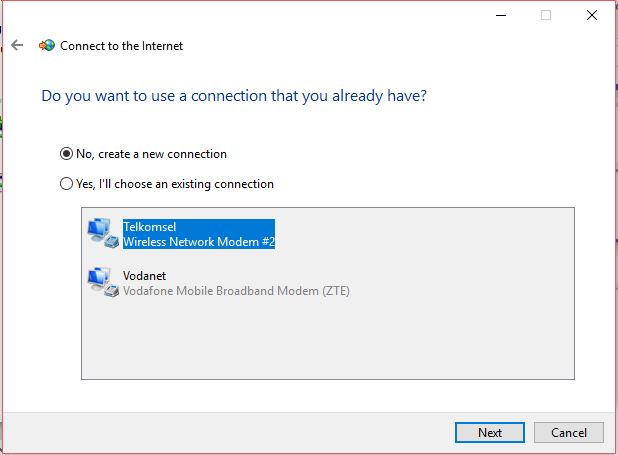 Connect to the Internet
Do you want to use a connection that you already have?
No, create a new connection
Yes, I'll choose an existing connection
Telkomsel
Wireless Network Modem #2
Vodanet
Vodafone Mobile Broadband Modem (ZTE)
Next
Cancel